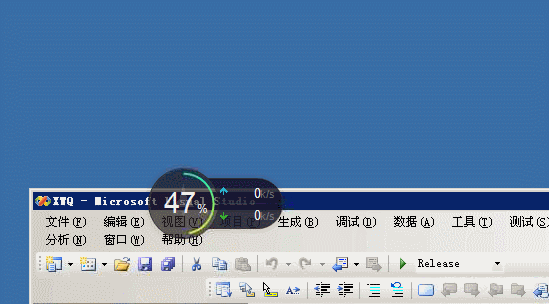 XWQ - Microsoft Visual Studio
47%
0K/s
0K/s
文件(F) 编辑(E) 视图(V) 项目(P) 生成(B) 调试(D) 数据(A) 工具(T) 测试(S)
分析(N) 窗口(W) 帮助(H)
Release